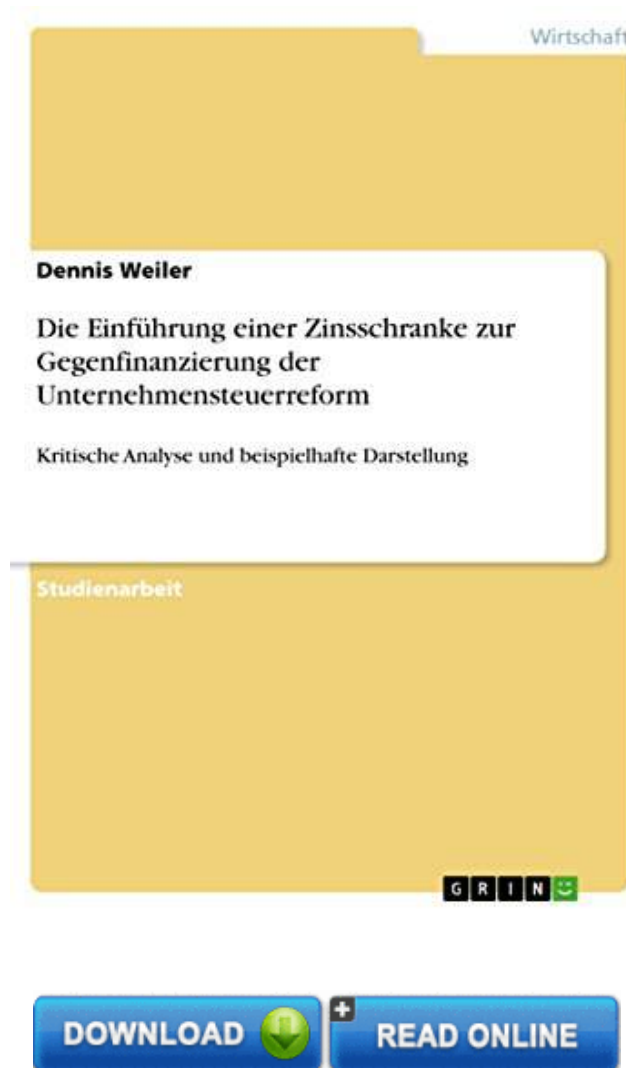 Wirtschaft
Dennis Weiler
Die Einführung einer Zinsschranke zur
Gegenfinanzierung der
Unternehmensteuerreform
Kritische Analyse und beispielhafte Darstellung
Studienarbeit
GRIN
DOWNLOAD
READ ONLINE